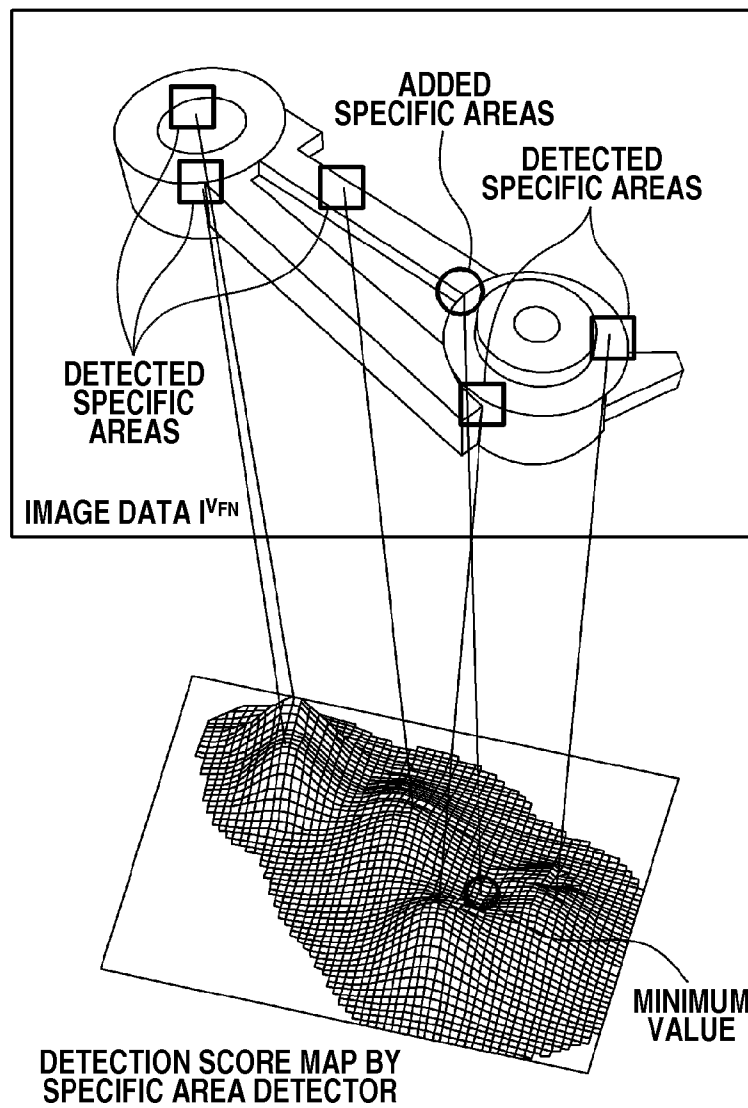 ADDED
SPECIFIC AREAS
DETECTED
SPECIFIC AREAS
DETECTED
SPECIFIC
AREAS
IMAGE DATA I^VFN
MINIMUM
VALUE
DETECTION SCORE MAP BY
SPECIFIC AREA DETECTOR